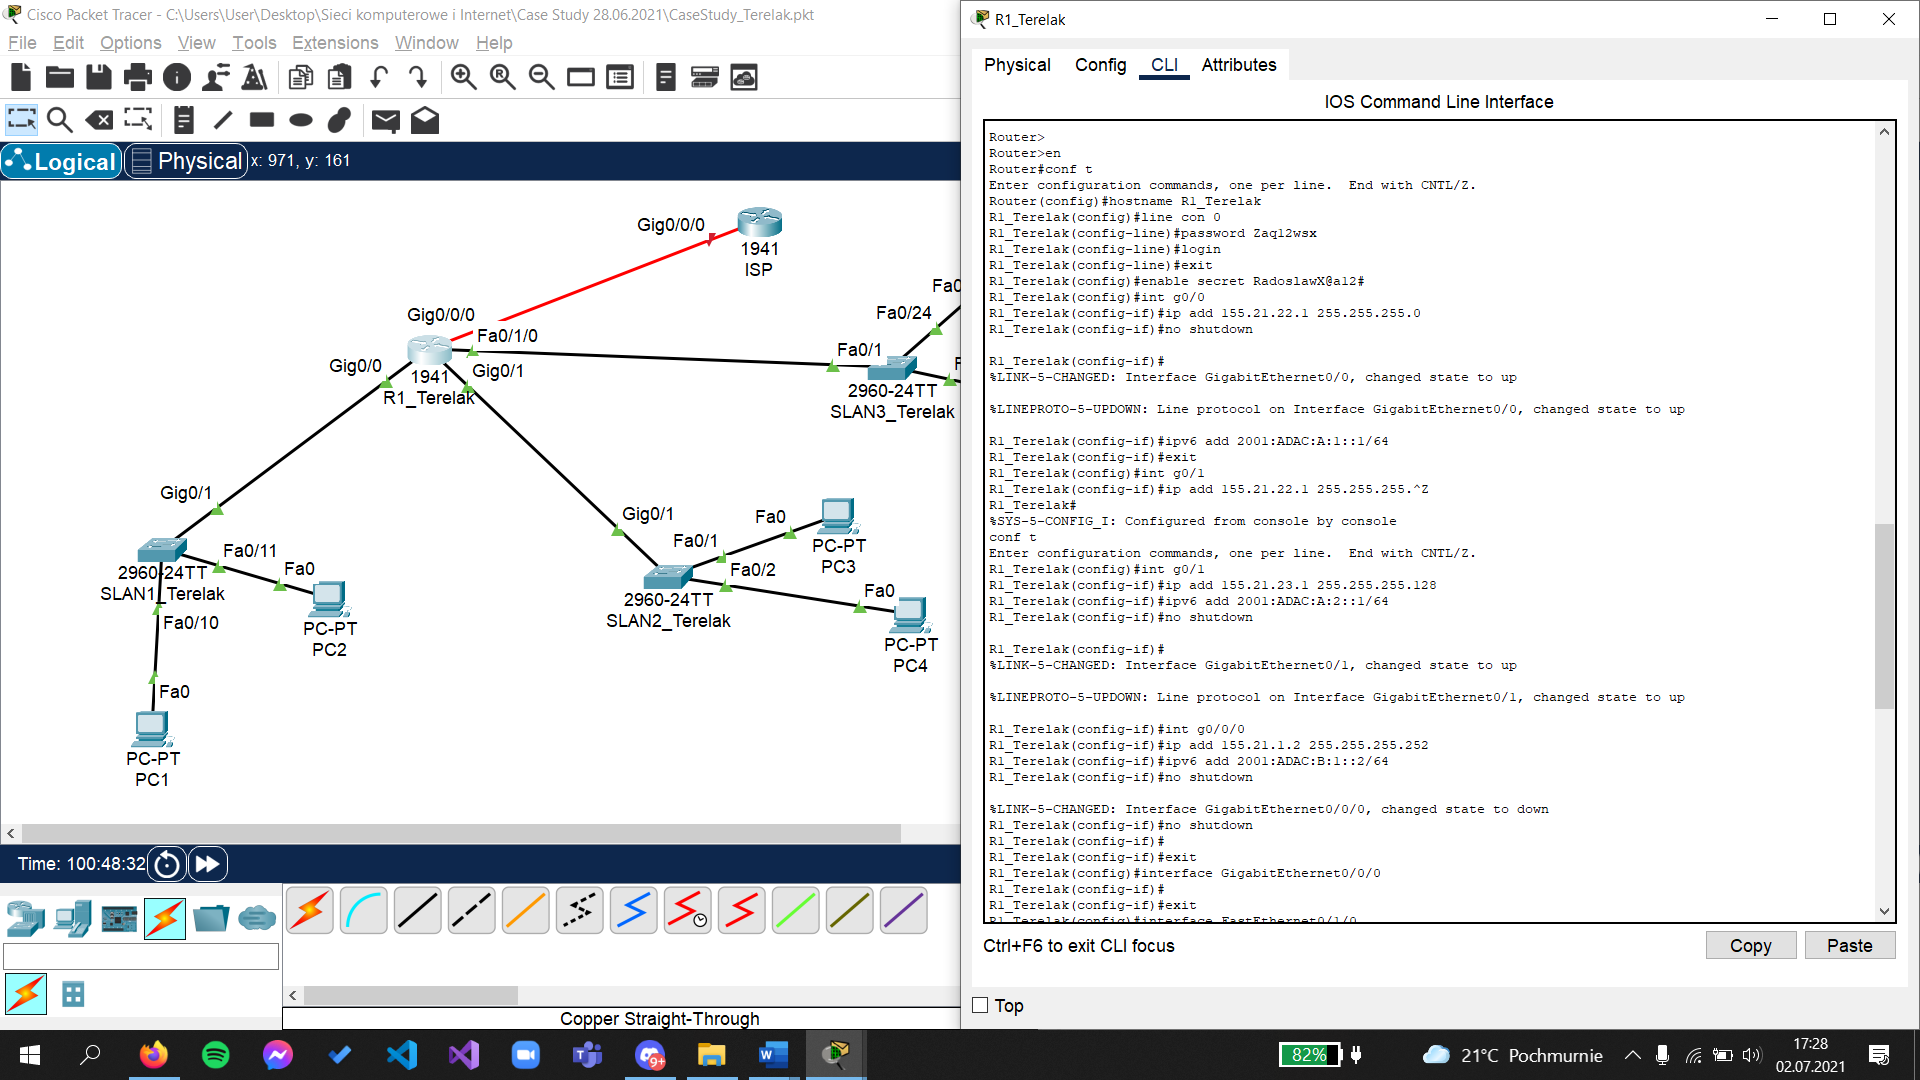 Cisco Packet Tracer - C:\Users\User\Desktop\Sieci komputerowe i Internet\Case Study 28.06.2021\CaseStudy_Terelak.pkt
File Edit Options View Tools Extensions Window Help
Logical Physical x: 971, y: 161
Gig0/0/0
1941
ISP
Gig0/0/0
Fa0/1/0
Gig0/0
Gig0/1
1941
R1_Terelak
Fa0/24
Fa0/1
2960-24TT
SLAN3_Terelak
Gig0/1
Fa0/11
Fa0
2960-24TT
SLAN1_Terelak
Fa0/10
PC-PT
PC2
Fa0
PC-PT
PC1
Gig0/1
Fa0/1
Fa0
PC-PT
PC3
Fa0/2
Fa0
2960-24TT
SLAN2_Terelak
PC-PT
PC4
Time: 100:48:32
Copper Straight-Through
R1_Terelak
Physical Config CLI Attributes
IOS Command Line Interface
Router>
Router>en
Router#conf t
Enter configuration commands, one per line. End with CNTL/Z.
Router(config)#hostname R1_Terelak
R1_Terelak(config)#line con 0
R1_Terelak(config-line)#password Zaq12wsx
R1_Terelak(config-line)#login
R1_Terelak(config-line)#exit
R1_Terelak(config)#enable secret RadoslawX@a12#
R1_Terelak(config)#int g0/0
R1_Terelak(config-if)#ip add 155.21.22.1 255.255.255.0
R1_Terelak(config-if)#no shutdown
R1_Terelak(config-if)#
%LINK-5-CHANGED: Interface GigabitEthernet0/0, changed state to up
%LINEPROTO-5-UPDOWN: Line protocol on Interface GigabitEthernet0/0, changed state to up
R1_Terelak(config-if)#ipv6 add 2001:ADAC:A:1::1/64
R1_Terelak(config-if)#exit
R1_Terelak(config)#int g0/1
R1_Terelak(config-if)#ip add 155.21.22.1 255.255.255.^Z
R1_Terelak#
%SYS-5-CONFIG_I: Configured from console by console
conf t
Enter configuration commands, one per line. End with CNTL/Z.
R1_Terelak(config)#int g0/1
R1_Terelak(config-if)#ip add 155.21.23.1 255.255.255.128
R1_Terelak(config-if)#ipv6 add 2001:ADAC:A:2::1/64
R1_Terelak(config-if)#no shutdown
R1_Terelak(config-if)#
%LINK-5-CHANGED: Interface GigabitEthernet0/1, changed state to up
%LINEPROTO-5-UPDOWN: Line protocol on Interface GigabitEthernet0/1, changed state to up
R1_Terelak(config-if)#int g0/0/0
R1_Terelak(config-if)#ip add 155.21.1.2 255.255.255.252
R1_Terelak(config-if)#ipv6 add 2001:ADAC:B:1::2/64
R1_Terelak(config-if)#no shutdown
%LINK-5-CHANGED: Interface GigabitEthernet0/0/0, changed state to down
R1_Terelak(config-if)#no shutdown
R1_Terelak(config-if)#
R1_Terelak(config-if)#exit
R1_Terelak(config)#interface GigabitEthernet0/0/0
R1_Terelak(config-if)#
R1_Terelak(config-if)#exit
R1_Terelak(config)#interface FastEthernet0/1/0
Ctrl+F6 to exit CLI focus
Copy Paste
Top
9+
82%
21°C Pochmurnie
17:28
02.07.2021